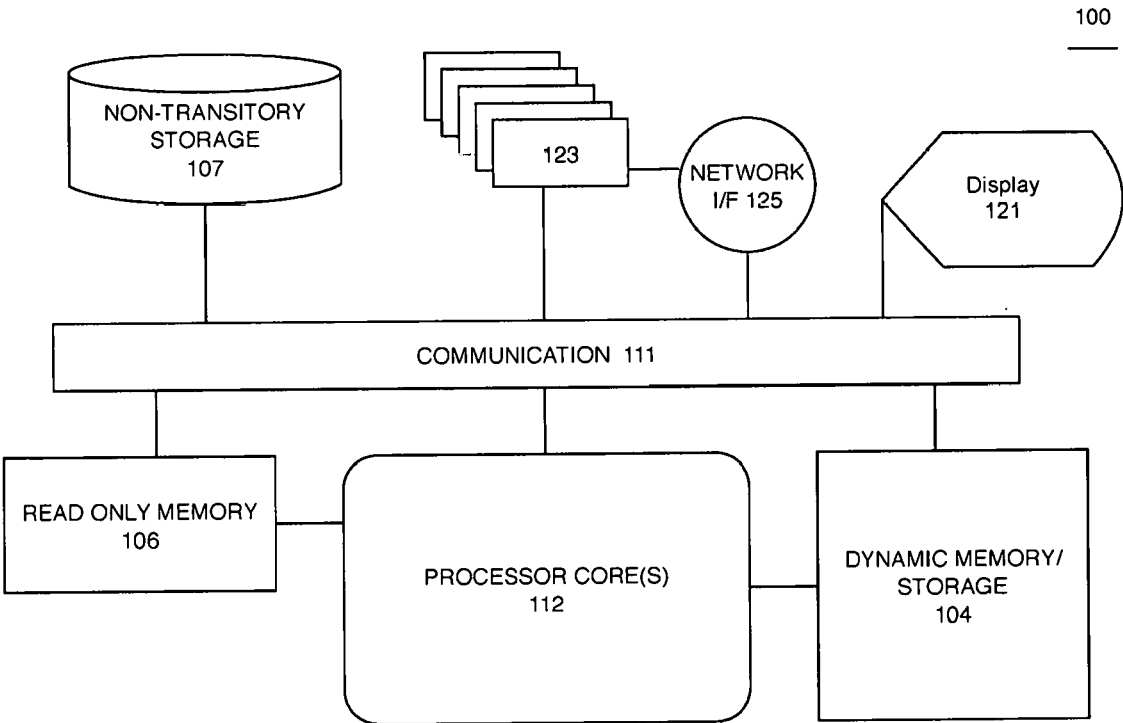 100
NON-TRANSITORY
STORAGE
107
123
NETWORK
I/F 125
Display
121
COMMUNICATION 111
READ ONLY MEMORY
106
PROCESSOR CORE(S)
112
DYNAMIC MEMORY/
STORAGE
104